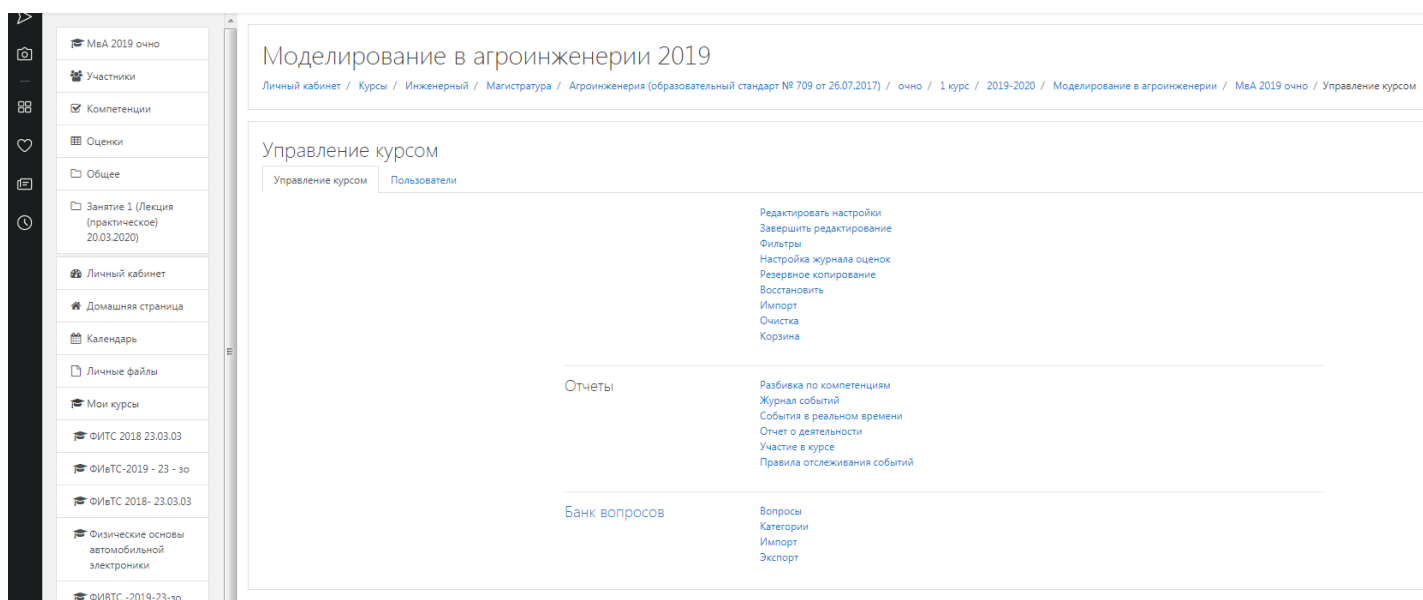 МвА 2019 очно
Участники
Компетенции
Оценки
Общее
Занятие 1 (Лекция
(практическое)
20.03.2020)
Личный кабинет
Домашняя страница
Календарь
Личные файлы
Мои курсы
ФИТС 2018 23.03.03
ФИвТС-2019 - 23 - зо
ФИвТС 2018- 23.03.03
Физические основы
автомобильной
электроники
ФИВТС -2019-23-зо
Моделирование в агроинженерии 2019
Личный кабинет / Курсы / Инженерный / Магистратура / Агроинженерия (образовательный стандарт № 709 от 26.07.2017) / очно / 1 курс / 2019-2020 / Моделирование в агроинженерии / МвА 2019 очно / Управление курсом
Управление курсом
Управление курсом Пользователи
Редактировать настройки
Завершить редактирование
Фильтры
Настройка журнала оценок
Резервное копирование
Восстановить
Импорт
Очистка
Корзина
Отчеты
Разбивка по компетенциям
Журнал событий
События в реальном времени
Отчет о деятельности
Участие в курсе
Правила отслеживания событий
Банк вопросов
Вопросы
Категории
Импорт
Экспорт